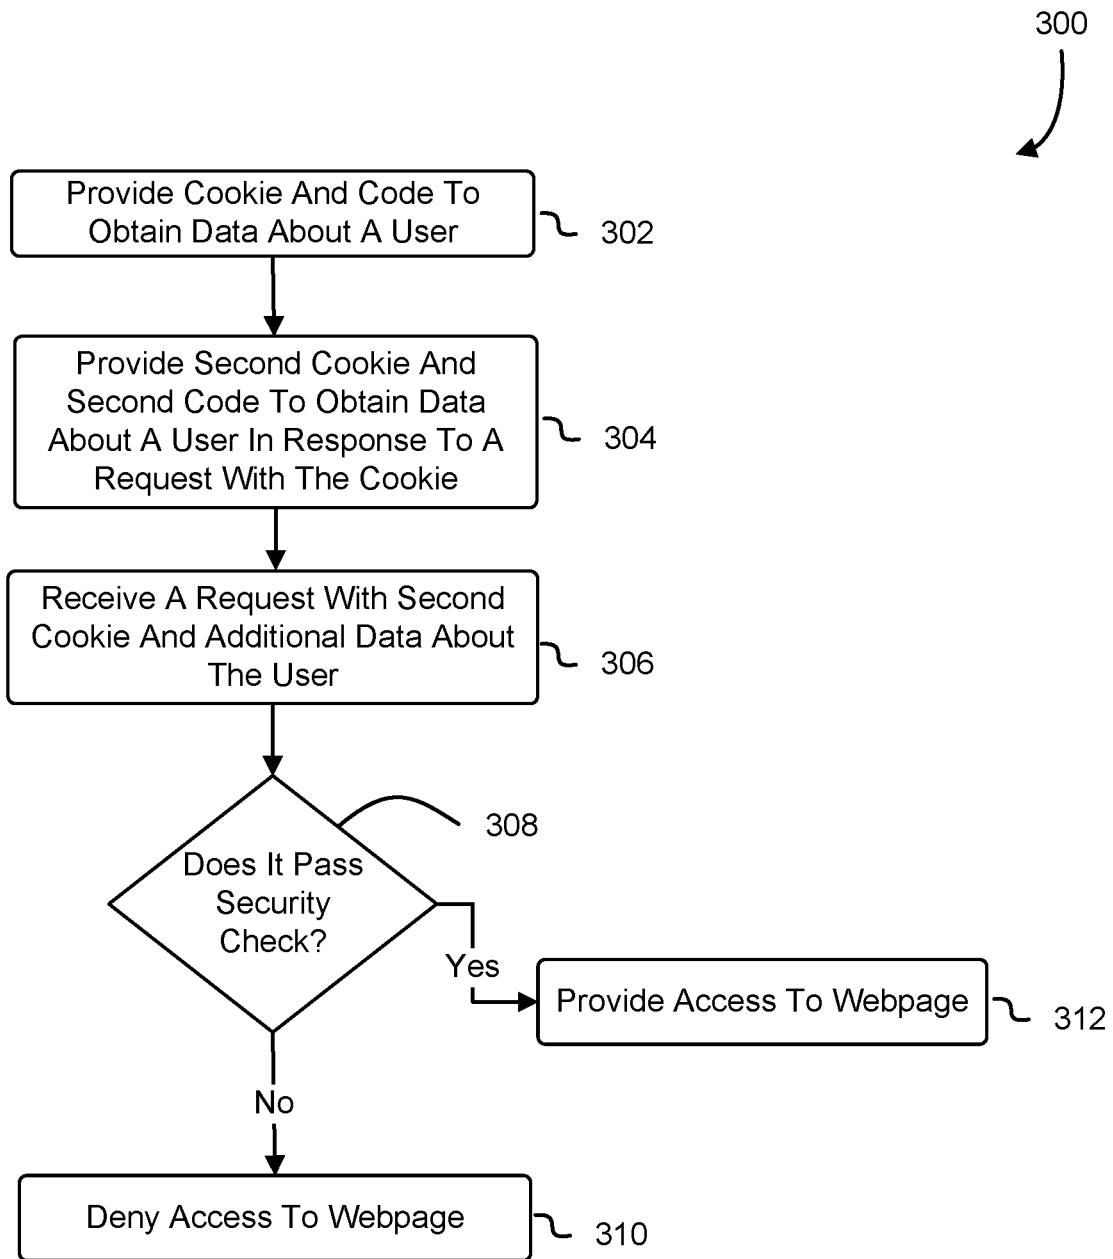 300
Provide Cookie And Code To
Obtain Data About A User
302
Provide Second Cookie And
Second Code To Obtain Data
About A User In Response To A
Request With The Cookie
304
Receive A Request With Second
Cookie And Additional Data About
The User
306
308
Does It Pass
Security
Check?
Yes
Provide Access To Webpage
312
No
Deny Access To Webpage
310